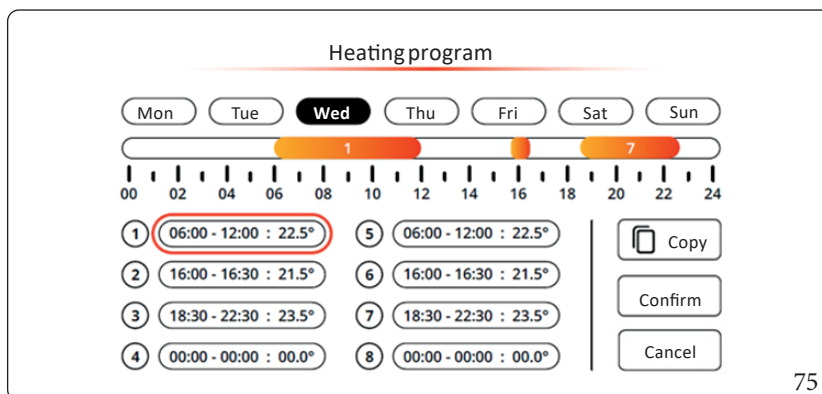 Heating program
Mon Tue Wed Thu Fri Sat Sun
1 7
00 02 04 06 08 10 12 14 16 18 20 22 24
1 06:00 - 12:00 : 22.5° 5 06:00 - 12:00 : 22.5° Copy
2 16:00 - 16:30 : 21.5° 6 16:00 - 16:30 : 21.5°
Confirm
3 18:30 - 22:30 : 23.5° 7 18:30 - 22:30 : 23.5°
4 00:00 - 00:00 : 00.0° 8 00:00 - 00:00 : 00.0° Cancel
75